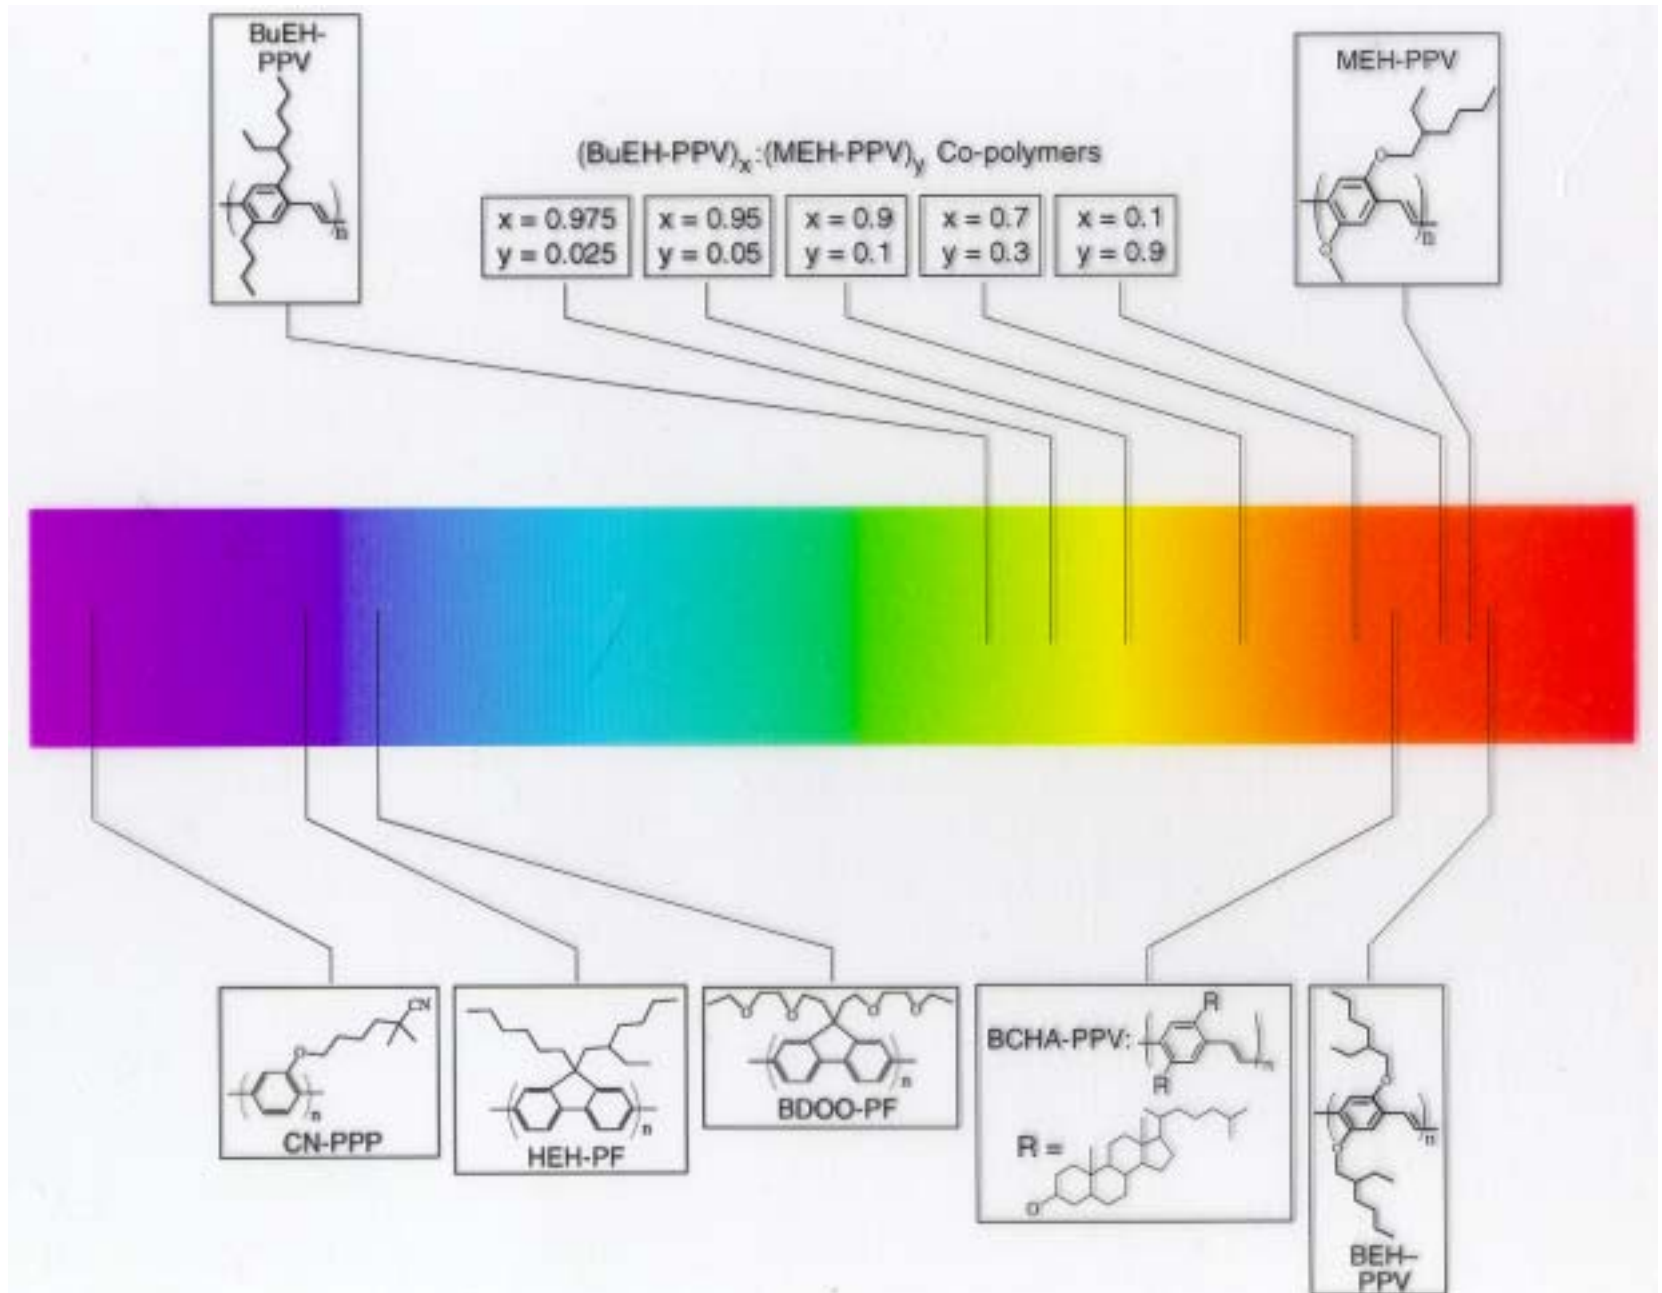 BuEH-
PPV
n
(BuEH-PPV)x:(MEH-PPV)y Co-polymers
x = 0.975
y = 0.025
x = 0.95
y = 0.05
x = 0.9
y = 0.1
x = 0.7
y = 0.3
x = 0.1
y = 0.9
MEH-PPV
O
n
O
CN
O
n
CN-PPP
n
HEH-PF
O O O O
n
BDOO-PF
R
BCHA-PPV:
n
R
R =
O
O
n
O
BEH-
PPV